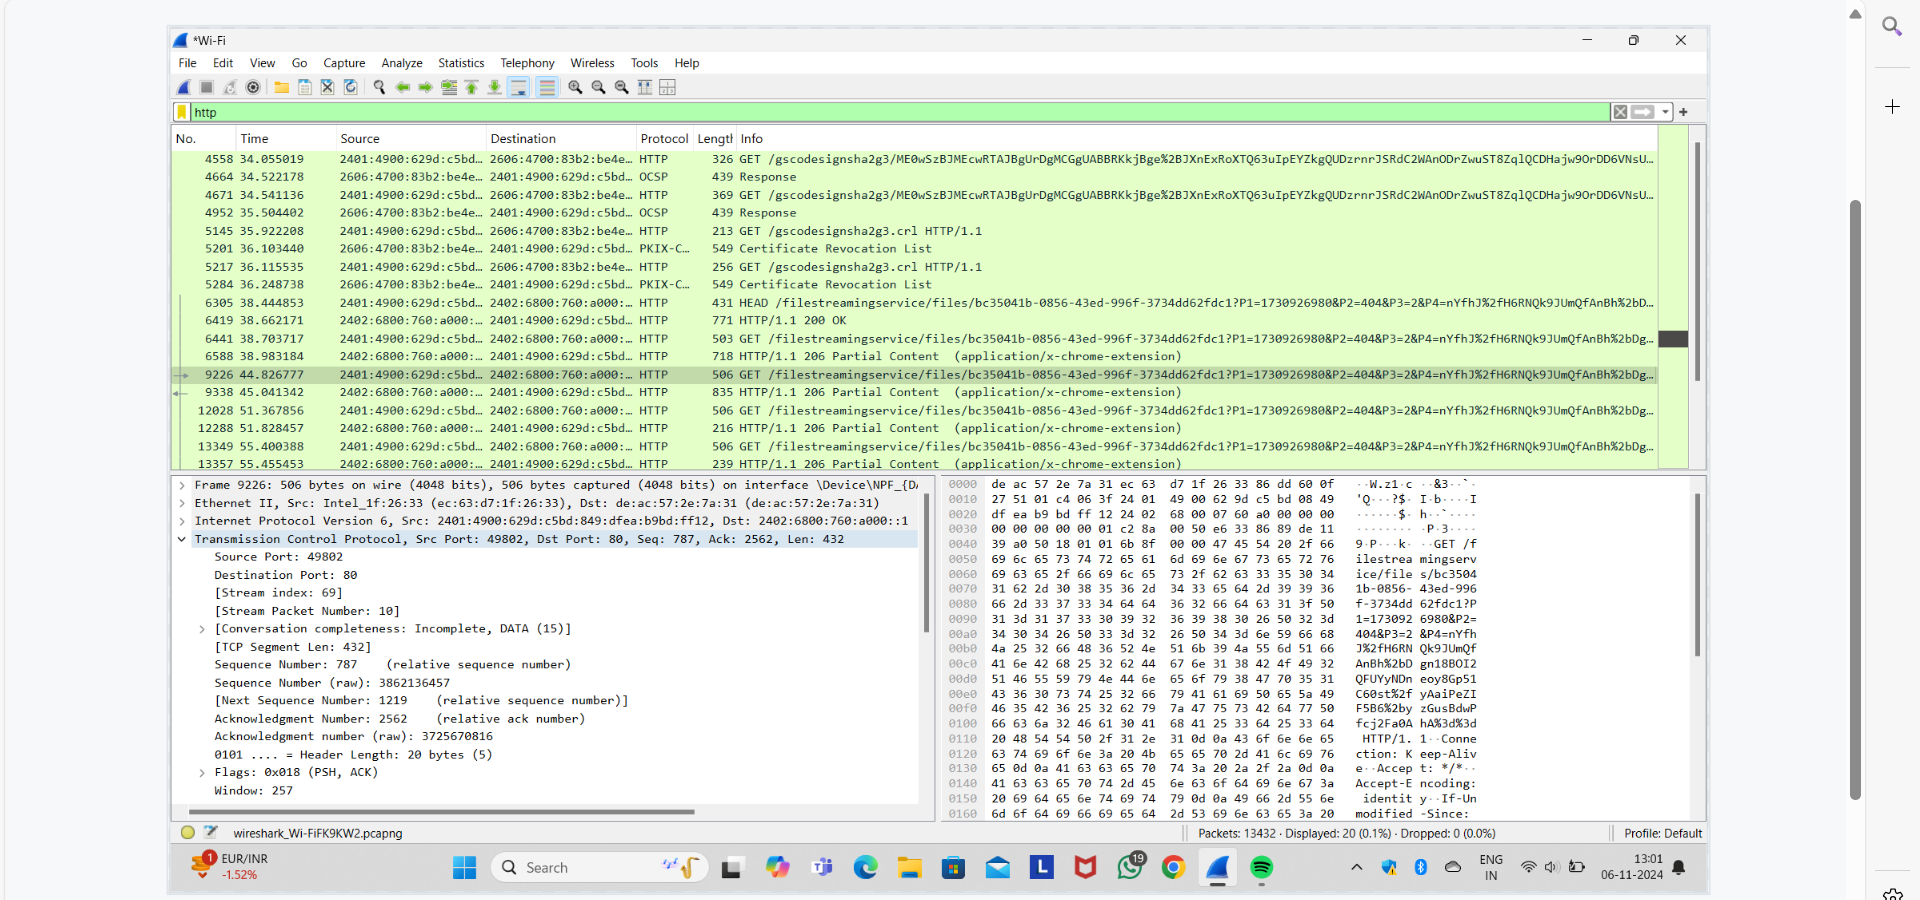 *Wi-Fi
File Edit View Go Capture Analyze Statistics Telephony Wireless Tools Help
http
No. Time Source Destination Protocol Length Info
4558 34.055019 2401:4900:629d:c5bd… 2606:4700:83b2:be4e… HTTP 326 GET /gscodesignsha2g3/ME0wSzBJMEcwRTAJBgUrDgMCGgUABBRKkjBge%2BJXnExRoXTQ63uIpEYZkgQUDzrnrJSRdC2WAnODrZwuST8ZqlQCDHajw9OrDD6VNsU…
4664 34.522178 2606:4700:83b2:be4e… 2401:4900:629d:c5bd… OCSP 439 Response
4671 34.541136 2401:4900:629d:c5bd… 2606:4700:83b2:be4e… HTTP 369 GET /gscodesignsha2g3/ME0wSzBJMEcwRTAJBgUrDgMCGgUABBRKkjBge%2BJXnExRoXTQ63uIpEYZkgQUDzrnrJSRdC2WAnODrZwuST8ZqlQCDHajw9OrDD6VNsU…
4952 35.504402 2606:4700:83b2:be4e… 2401:4900:629d:c5bd… OCSP 439 Response
5145 35.922208 2401:4900:629d:c5bd… 2606:4700:83b2:be4e… HTTP 213 GET /gscodesignsha2g3.crl HTTP/1.1
5201 36.103440 2606:4700:83b2:be4e… 2401:4900:629d:c5bd… PKIX-C… 549 Certificate Revocation List
5217 36.115535 2401:4900:629d:c5bd… 2606:4700:83b2:be4e… HTTP 256 GET /gscodesignsha2g3.crl HTTP/1.1
5284 36.248738 2606:4700:83b2:be4e… 2401:4900:629d:c5bd… PKIX-C… 549 Certificate Revocation List
6305 38.444853 2401:4900:629d:c5bd… 2402:6800:760:a000:… HTTP 431 HEAD /filestreamingservice/files/bc35041b-0856-43ed-996f-3734dd62fdc1?P1=1730926980&P2=404&P3=2&P4=nYfhJ%2fH6RNQk9JUmQfAnBh%2bD…
6419 38.662171 2402:6800:760:a000:… 2401:4900:629d:c5bd… HTTP 771 HTTP/1.1 200 OK
6441 38.703717 2401:4900:629d:c5bd… 2402:6800:760:a000:… HTTP 503 GET /filestreamingservice/files/bc35041b-0856-43ed-996f-3734dd62fdc1?P1=1730926980&P2=404&P3=2&P4=nYfhJ%2fH6RNQk9JUmQfAnBh%2bDg…
6588 38.983184 2402:6800:760:a000:… 2401:4900:629d:c5bd… HTTP 718 HTTP/1.1 206 Partial Content (application/x-chrome-extension)
9226 44.826777 2401:4900:629d:c5bd… 2402:6800:760:a000:… HTTP 506 GET /filestreamingservice/files/bc35041b-0856-43ed-996f-3734dd62fdc1?P1=1730926980&P2=404&P3=2&P4=nYfhJ%2fH6RNQk9JUmQfAnBh%2bDg…
9338 45.041342 2402:6800:760:a000:… 2401:4900:629d:c5bd… HTTP 835 HTTP/1.1 206 Partial Content (application/x-chrome-extension)
12028 51.367856 2401:4900:629d:c5bd… 2402:6800:760:a000:… HTTP 506 GET /filestreamingservice/files/bc35041b-0856-43ed-996f-3734dd62fdc1?P1=1730926980&P2=404&P3=2&P4=nYfhJ%2fH6RNQk9JUmQfAnBh%2bDg…
12288 51.828457 2402:6800:760:a000:… 2401:4900:629d:c5bd… HTTP 216 HTTP/1.1 206 Partial Content (application/x-chrome-extension)
13349 55.400388 2401:4900:629d:c5bd… 2402:6800:760:a000:… HTTP 506 GET /filestreamingservice/files/bc35041b-0856-43ed-996f-3734dd62fdc1?P1=1730926980&P2=404&P3=2&P4=nYfhJ%2fH6RNQk9JUmQfAnBh%2bDg…
13357 55.455453 2402:6800:760:a000:… 2401:4900:629d:c5bd… HTTP 239 HTTP/1.1 206 Partial Content (application/x-chrome-extension)
Frame 9226: 506 bytes on wire (4048 bits), 506 bytes captured (4048 bits) on interface \Device\NPF_{DA
Ethernet II, Src: Intel_1f:26:33 (ec:63:d7:1f:26:33), Dst: de:ac:57:2e:7a:31 (de:ac:57:2e:7a:31)
Internet Protocol Version 6, Src: 2401:4900:629d:c5bd:849:dfea:b9bd:ff12, Dst: 2402:6800:760:a000::1
Transmission Control Protocol, Src Port: 49802, Dst Port: 80, Seq: 787, Ack: 2562, Len: 432
Source Port: 49802
Destination Port: 80
[Stream index: 69]
[Stream Packet Number: 10]
[Conversation completeness: Incomplete, DATA (15)]
[TCP Segment Len: 432]
Sequence Number: 787 (relative sequence number)
Sequence Number (raw): 3862136457
[Next Sequence Number: 1219 (relative sequence number)]
Acknowledgment Number: 2562 (relative ack number)
Acknowledgment number (raw): 3725670816
0101 .... = Header Length: 20 bytes (5)
Flags: 0x018 (PSH, ACK)
Window: 257
0000 de ac 57 2e 7a 31 ec 63 d7 1f 26 33 86 dd 60 0f ··W.z1·c ··&3··`·
0010 27 51 01 c4 06 3f 24 01 49 00 62 9d c5 bd 08 49 'Q···?$· I·b····I
0020 df ea b9 bd ff 12 24 02 68 00 07 60 a0 00 00 00 ······$· h··`····
0030 00 00 00 00 00 01 c2 8a 00 50 e6 33 86 89 de 11 ········ ·P·3····
0040 39 a0 50 18 01 01 6b 8f 00 00 47 45 54 20 2f 66 9·P···k· ··GET /f
0050 69 6c 65 73 74 72 65 61 6d 69 6e 67 73 65 72 76 ilestrea mingserv
0060 69 63 65 2f 66 69 6c 65 73 2f 62 63 33 35 30 34 ice/file s/bc3504
0070 31 62 2d 30 38 35 36 2d 34 33 65 64 2d 39 39 36 1b-0856- 43ed-996
0080 66 2d 33 37 33 34 64 64 36 32 66 64 63 31 3f 50 f-3734dd 62fdc1?P
0090 31 3d 31 37 33 30 39 32 36 39 38 30 26 50 32 3d 1=173092 6980&P2=
00a0 34 30 34 26 50 33 3d 32 26 50 34 3d 6e 59 66 68 404&P3=2 &P4=nYfh
00b0 4a 25 32 66 48 36 52 4e 51 6b 39 4a 55 6d 51 66 J%2fH6RN Qk9JUmQf
00c0 41 6e 42 68 25 32 62 44 67 6e 31 38 42 4f 49 32 AnBh%2bD gn18BOI2
00d0 51 46 55 59 79 4e 44 6e 65 6f 79 38 47 70 35 31 QFUYyNDn eoy8Gp51
00e0 43 36 30 73 74 25 32 66 79 41 61 69 50 65 5a 49 C60st%2f yAaiPeZI
00f0 46 35 42 36 25 32 62 79 7a 47 75 73 42 64 77 50 F5B6%2by zGusBdwP
0100 66 63 6a 32 46 61 30 41 68 41 25 33 64 25 33 64 fcj2Fa0A hA%3d%3d
0110 20 48 54 54 50 2f 31 2e 31 0d 0a 43 6f 6e 6e 65 HTTP/1. 1··Conne
0120 63 74 69 6f 6e 3a 20 4b 65 65 70 2d 41 6c 69 76 ction: K eep-Aliv
0130 65 0d 0a 41 63 63 65 70 74 3a 20 2a 2f 2a 0d 0a e··Accep t: */*··
0140 41 63 63 65 70 74 2d 45 6e 63 6f 64 69 6e 67 3a Accept-E ncoding:
0150 20 69 64 65 6e 74 69 74 79 0d 0a 49 66 2d 55 6e identit y··If-Un
0160 6d 6f 64 69 66 69 65 64 2d 53 69 6e 63 65 3a 20 modified -Since:
wireshark_Wi-FiFK9KW2.pcapng Packets: 13432 · Displayed: 20 (0.1%) · Dropped: 0 (0.0%) Profile: Default
1 EUR/INR
-1.52%
Search
L
19
ENG
IN
13:01
06-11-2024